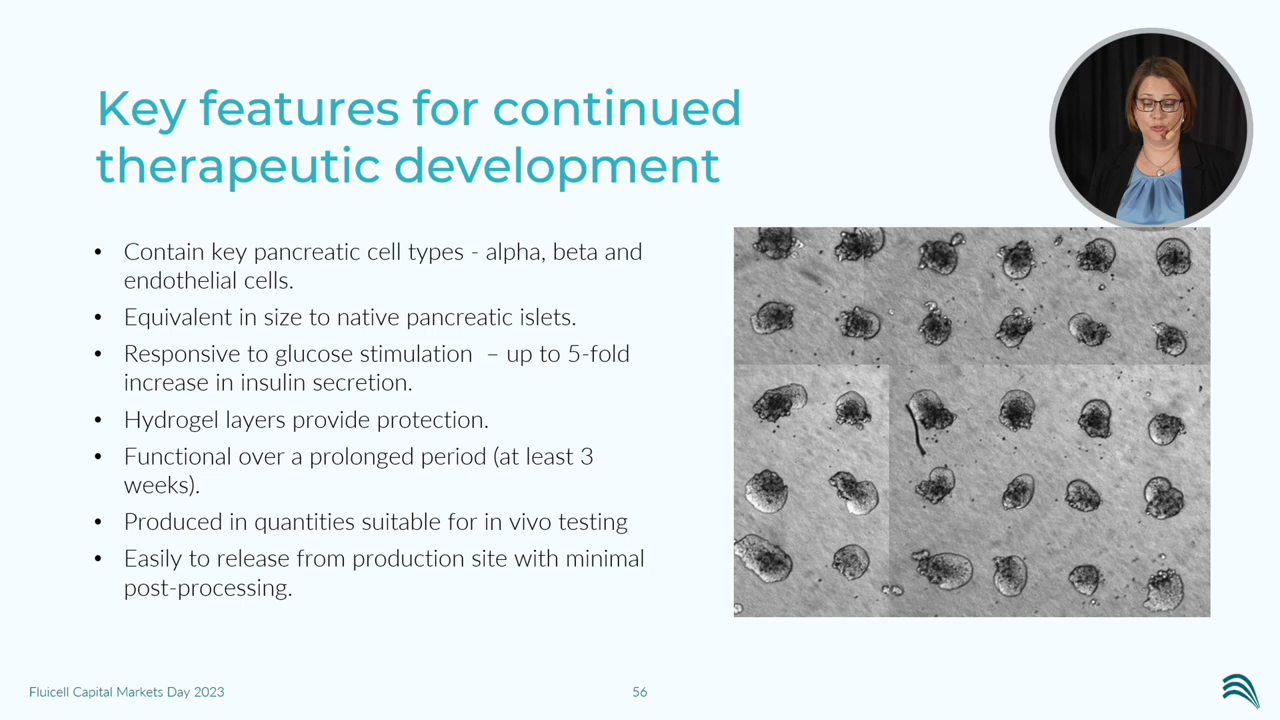 Key features for continued
therapeutic development
• Contain key pancreatic cell types - alpha, beta and
endothelial cells.
• Equivalent in size to native pancreatic islets.
• Responsive to glucose stimulation – up to 5-fold
increase in insulin secretion.
• Hydrogel layers provide protection.
• Functional over a prolonged period (at least 3
weeks).
• Produced in quantities suitable for in vivo testing
• Easily to release from production site with minimal
post-processing.
Fluicell Capital Markets Day 2023
56